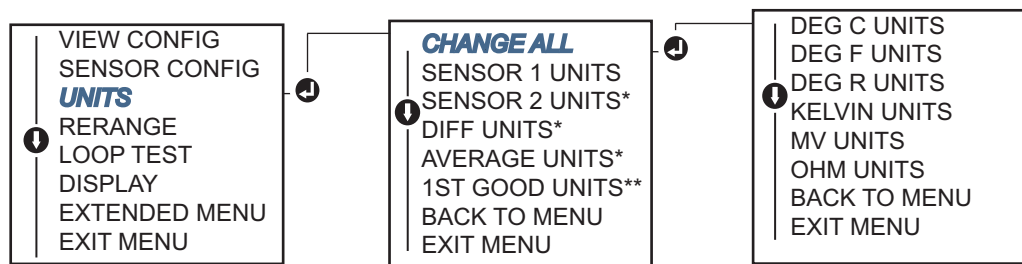 VIEW CONFIG
SENSOR CONFIG
UNITS
RERANGE
LOOP TEST
DISPLAY
EXTENDED MENU
EXIT MENU
CHANGE ALL
SENSOR 1 UNITS
SENSOR 2 UNITS*
DIFF UNITS*
AVERAGE UNITS*
1ST GOOD UNITS**
BACK TO MENU
EXIT MENU
DEG C UNITS
DEG F UNITS
DEG R UNITS
KELVIN UNITS
MV UNITS
OHM UNITS
BACK TO MENU
EXIT MENU